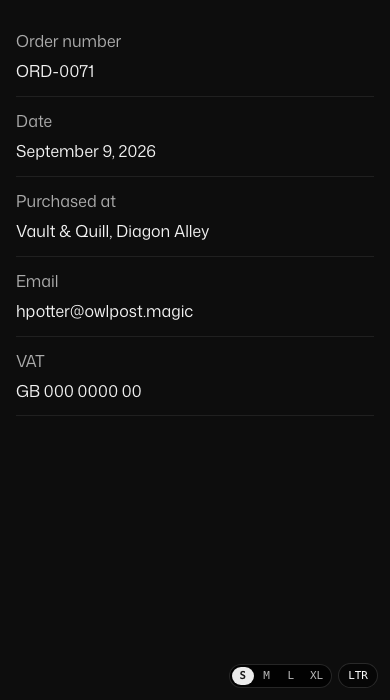 Order number
ORD-0071
Date
September 9, 2026
Purchased at
Vault & Quill, Diagon Alley
Email
hpotter@owlpost.magic
VAT
GB 000 0000 00
S M L XL LTR